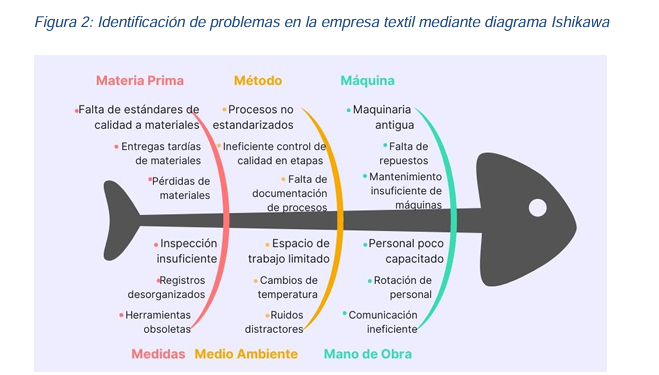 Figura 2: Identificación de problemas en la empresa textil mediante diagrama Ishikawa
Materia Prima
Falta de estándares de
calidad a materiales
Entregas tardías
de materiales
Pérdidas de
materiales
Método
Procesos no
estandarizados
Ineficiente control de
calidad en etapas
Falta de
documentación
de procesos
Máquina
Maquinaria
antigua
Falta de
repuestos
Mantenimiento
insuficiente de
máquinas
Inspección
insuficiente
Registros
desorganizados
Herramientas
obsoletas
Medidas
Espacio de
trabajo limitado
Cambios de
temperatura
Ruidos
distractores
Medio Ambiente
Personal poco
capacitado
Rotación de
personal
Comunicación
ineficiente
Mano de Obra